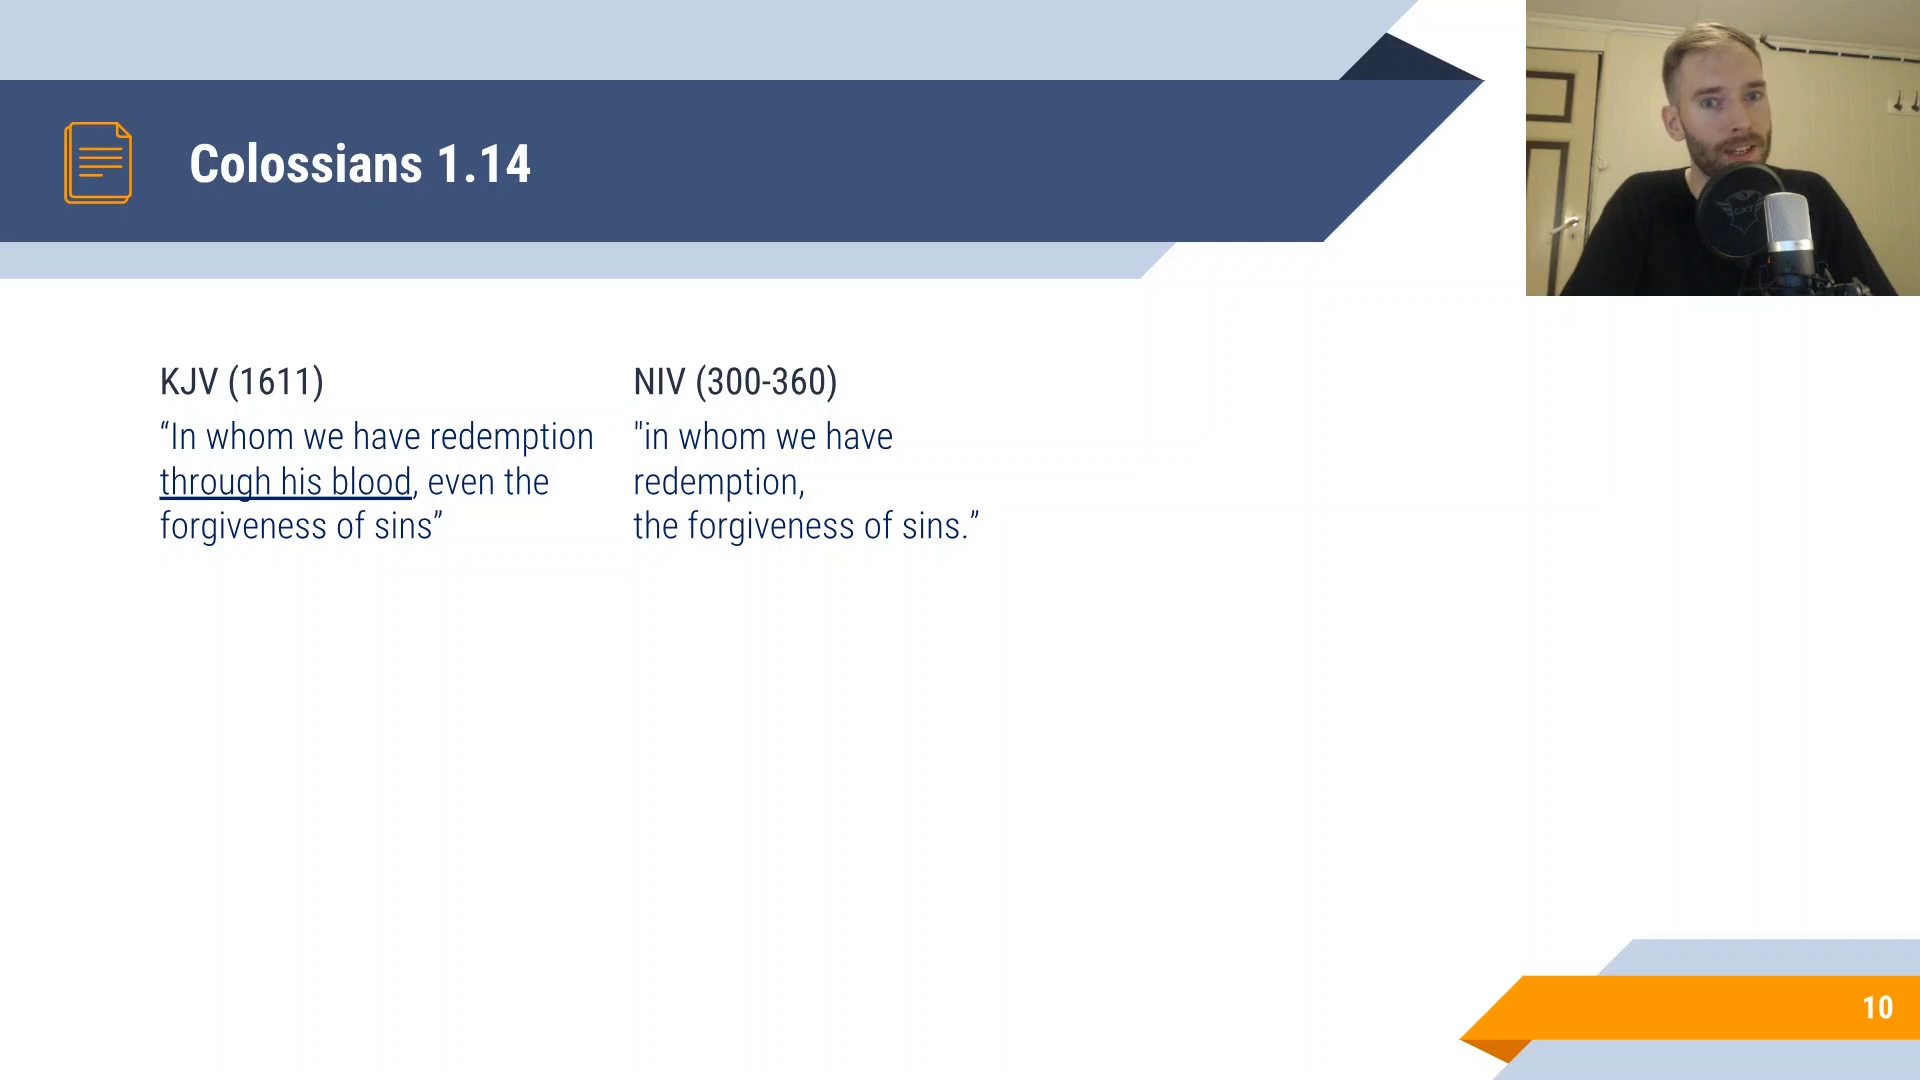 Colossians 1.14
KJV (1611)
“In whom we have redemption
through his blood, even the
forgiveness of sins”
NIV (300-360)
"in whom we have
redemption,
the forgiveness of sins.”
10